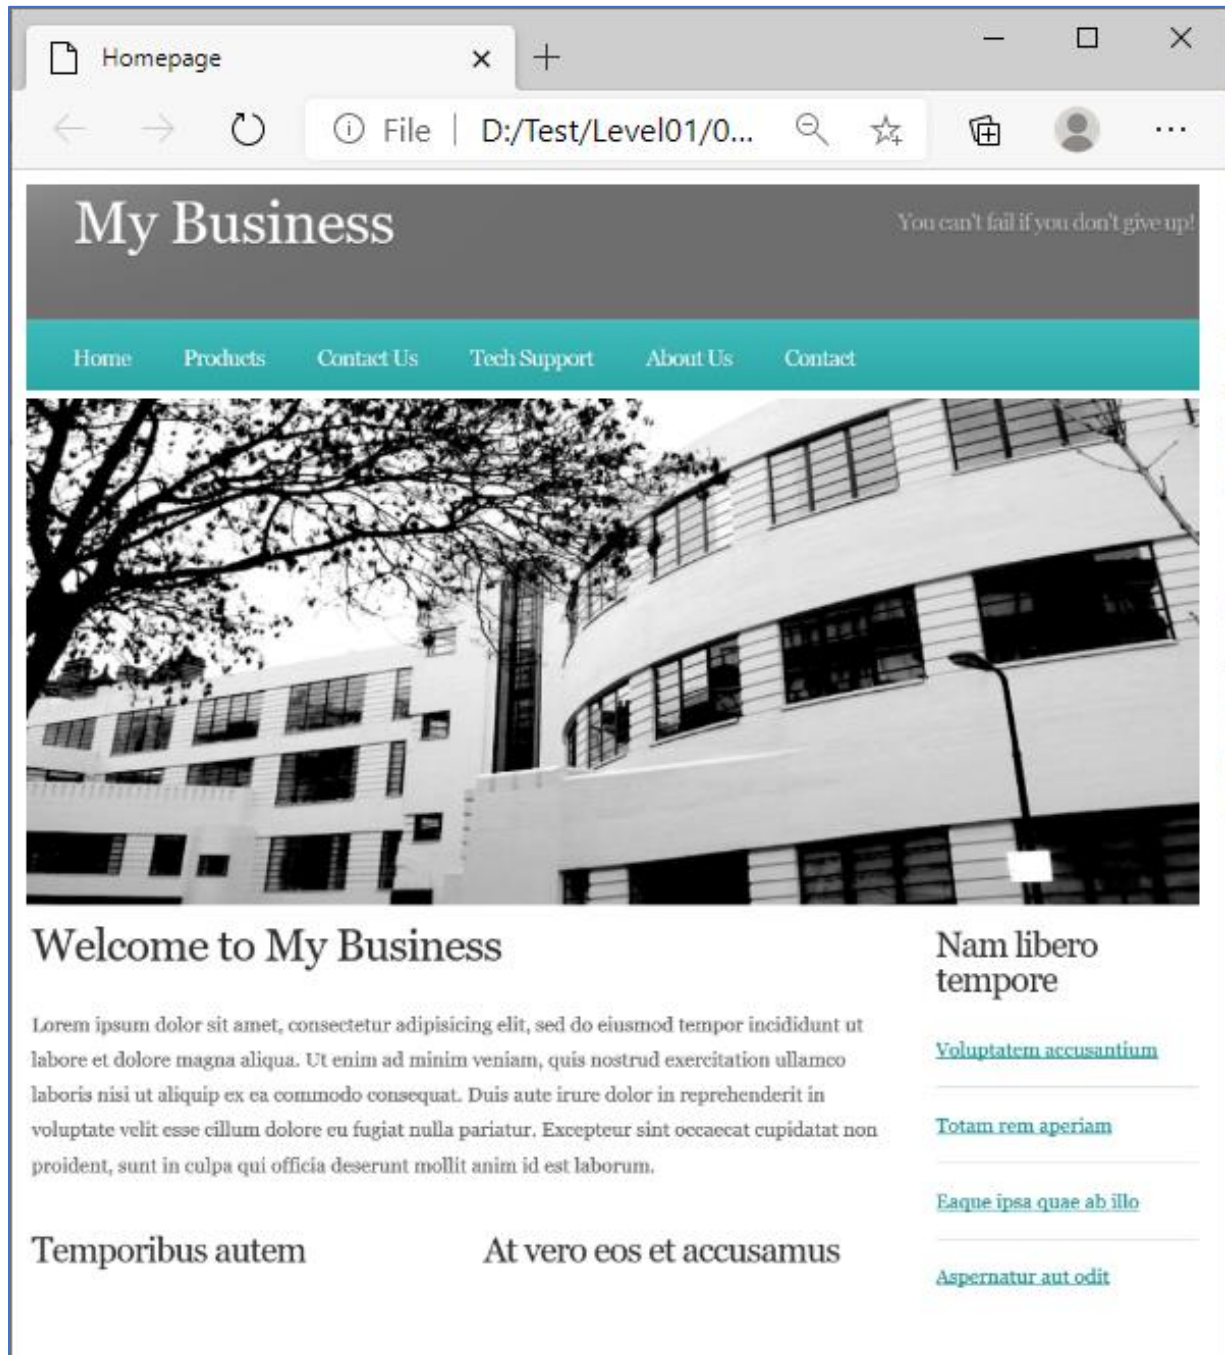 Homepage
File | D:/Test/Level01/0...
My Business
You can't fail if you don't give up!
Home Products Contact Us Tech Support About Us Contact
Welcome to My Business
Lorem ipsum dolor sit amet, consectetur adipisicing elit, sed do eiusmod tempor incididunt ut
labore et dolore magna aliqua. Ut enim ad minim veniam, quis nostrud exercitation ullamco
laboris nisi ut aliquip ex ea commodo consequat. Duis aute irure dolor in reprehenderit in
voluptate velit esse cillum dolore eu fugiat nulla pariatur. Excepteur sint occaecat cupidatat non
proident, sunt in culpa qui officia deserunt mollit anim id est laborum.
Temporibus autem
At vero eos et accusamus
Nam libero
tempore
Voluptatem accusantium
Totam rem aperiam
Eaque ipsa quae ab illo
Aspernatur aut odit